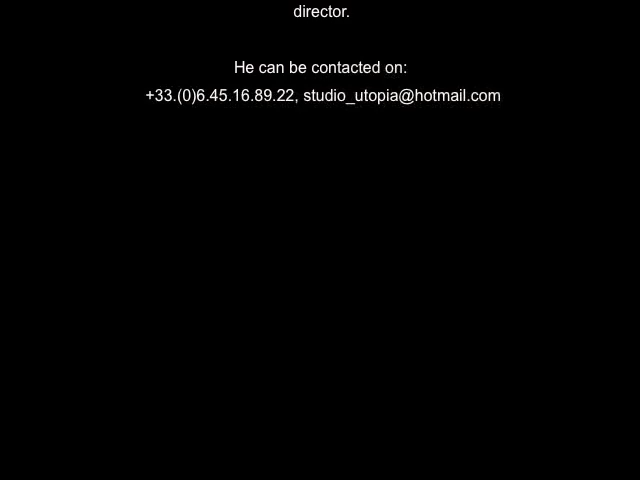 director.
He can be contacted on:
+33.(0)6.45.16.89.22, studio_utopia@hotmail.com